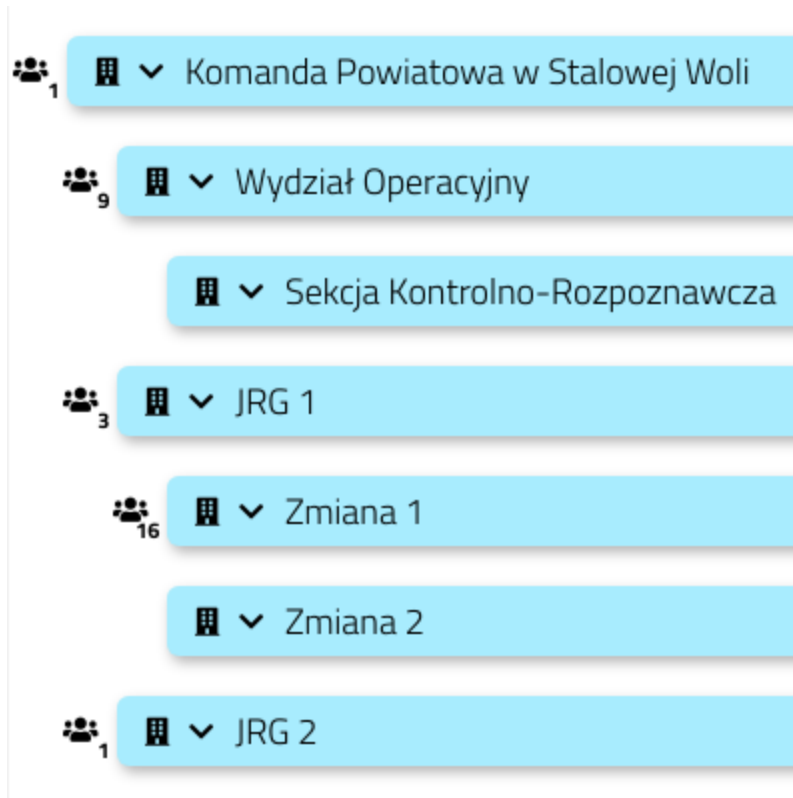 1 Komanda Powiatowa w Stalowej Woli
9 Wydział Operacyjny
Sekcja Kontrolno-Rozpoznawcza
3 JRG 1
16 Zmiana 1
Zmiana 2
1 JRG 2